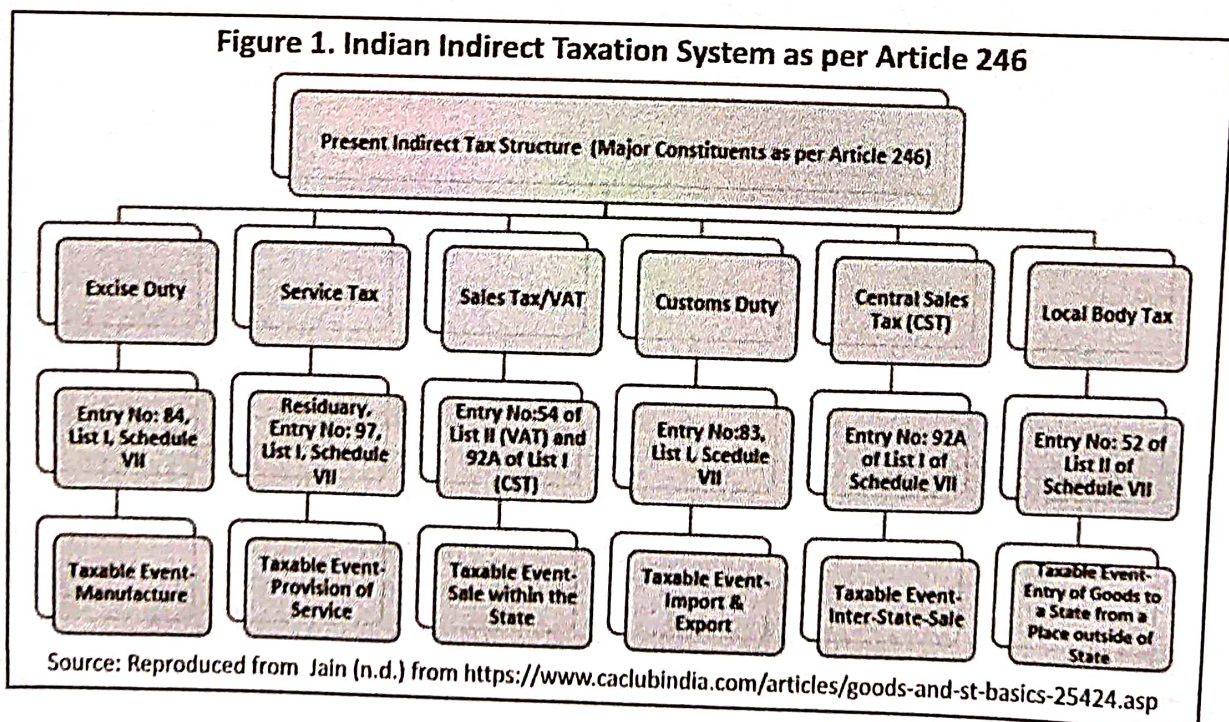 Figure 1. Indian Indirect Taxation System as per Article 246
Present Indirect Tax Structure (Major Constituents as per Article 246)
Excise Duty
Service Tax
Sales Tax/VAT
Customs Duty
Central Sales
Tax (CST)
Local Body Tax
Entry No: 84,
List I, Schedule
VII
Residuary,
Entry No: 97,
List I, Schedule
VII
Entry No:54 of
List II (VAT) and
92A of List I
(CST)
Entry No:83,
List I, Scedule
VII
Entry No: 92A
of List I of
Schedule VII
Entry No: 52 of
List II of
Schedule VII
Taxable Event-
Manufacture
Taxable Event-
Provision of
Service
Taxable Event-
Sale within the
State
Taxable Event-
Import &
Export
Taxable Event-
Inter-State-Sale
Taxable Event-
Entry of Goods to
a State from a
Place outside of
State
Source: Reproduced from Jain (n.d.) from https://www.caclubindia.com/articles/goods-and-st-basics-25424.asp